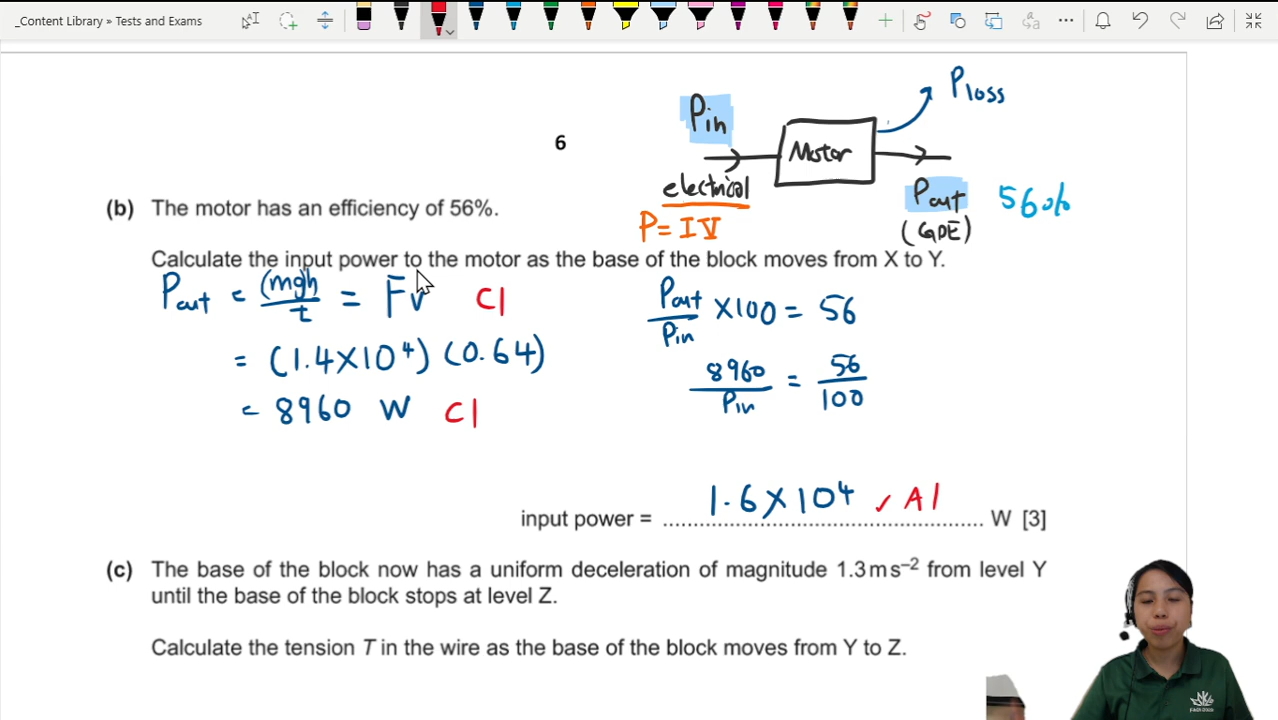 _Content Library » Tests and Exams
Pin
Motor
Ploss
electrical
P = IV
Pout
(GPE)
56%
6
(b) The motor has an efficiency of 56%.
Calculate the input power to the motor as the base of the block moves from X to Y.
Pout = (mgh)/t = Fv C1
= (1.4×10⁴) (0.64)
= 8960 W C1
Pout/Pin ×100 = 56
8960/Pin = 56/100
input power = 1.6×10⁴ ✓ A1 W [3]
(c) The base of the block now has a uniform deceleration of magnitude 1.3 m s⁻² from level Y
until the base of the block stops at level Z.
Calculate the tension T in the wire as the base of the block moves from Y to Z.